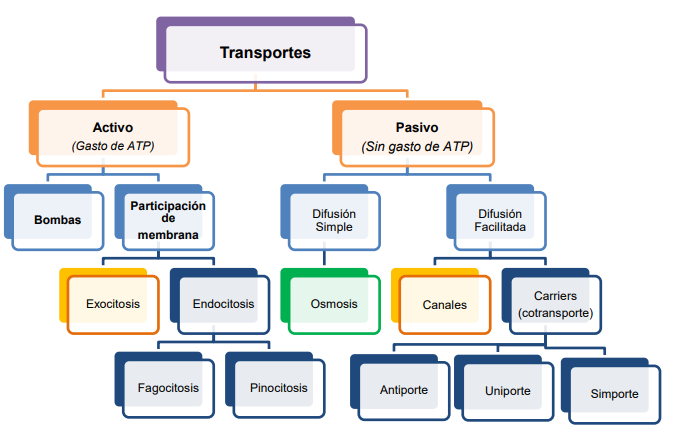 Transportes
Activo
(Gasto de ATP)
Pasivo
(Sin gasto de ATP)
Bombas
Participación
de
membrana
Difusión
Simple
Difusión
Facilitada
Exocitosis
Endocitosis
Osmosis
Canales
Carriers
(cotransporte)
Fagocitosis
Pinocitosis
Antiporte
Uniporte
Simporte